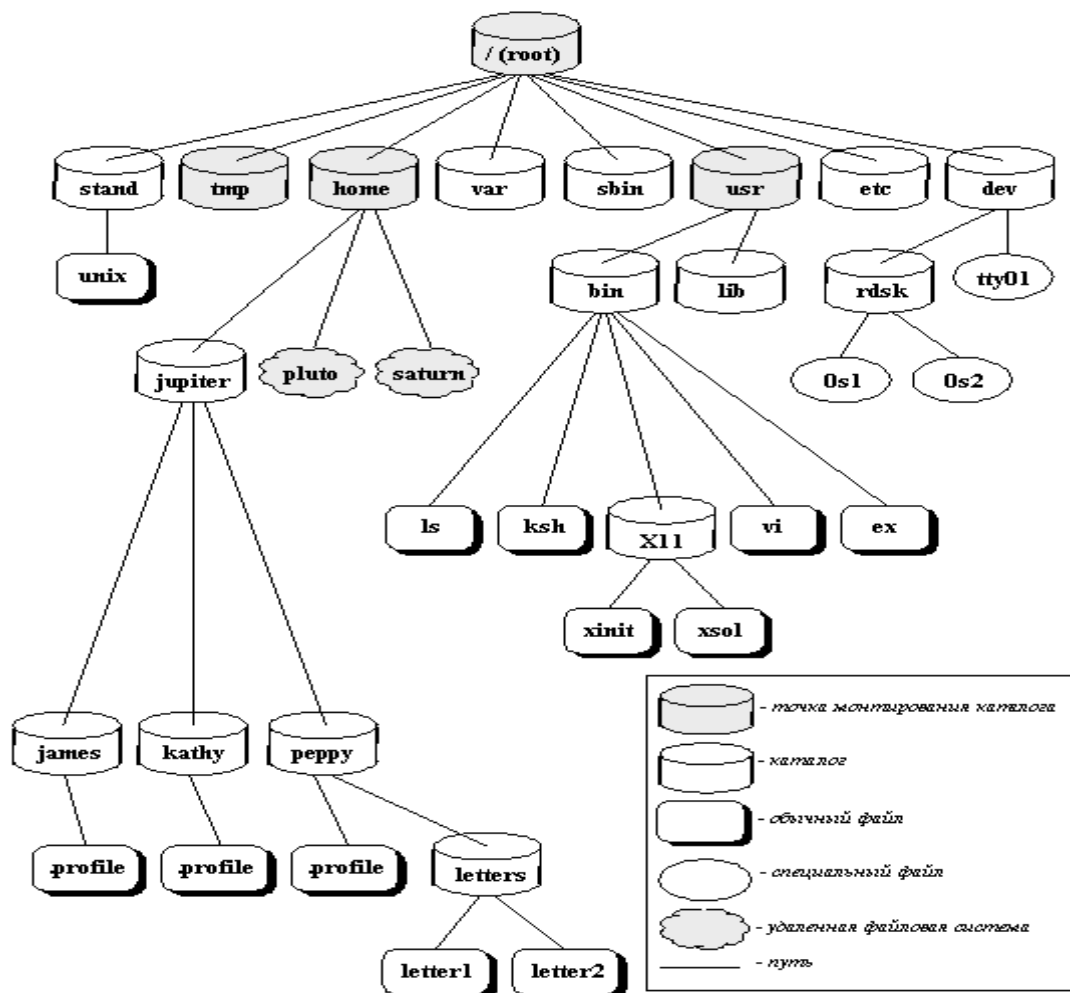 / (root)
stand
tmp
home
var
sbin
usr
etc
dev
unix
bin
lib
rdsk
tty01
jupiter
pluto
saturn
0s1
0s2
ls
ksh
X11
vi
ex
xinit
xsol
james
kathy
peppy
.profile
.profile
.profile
letters
letter1
letter2
- точка монтирования каталога
- каталог
- обычный файл
- специальный файл
- удаленная файловая система
- путь